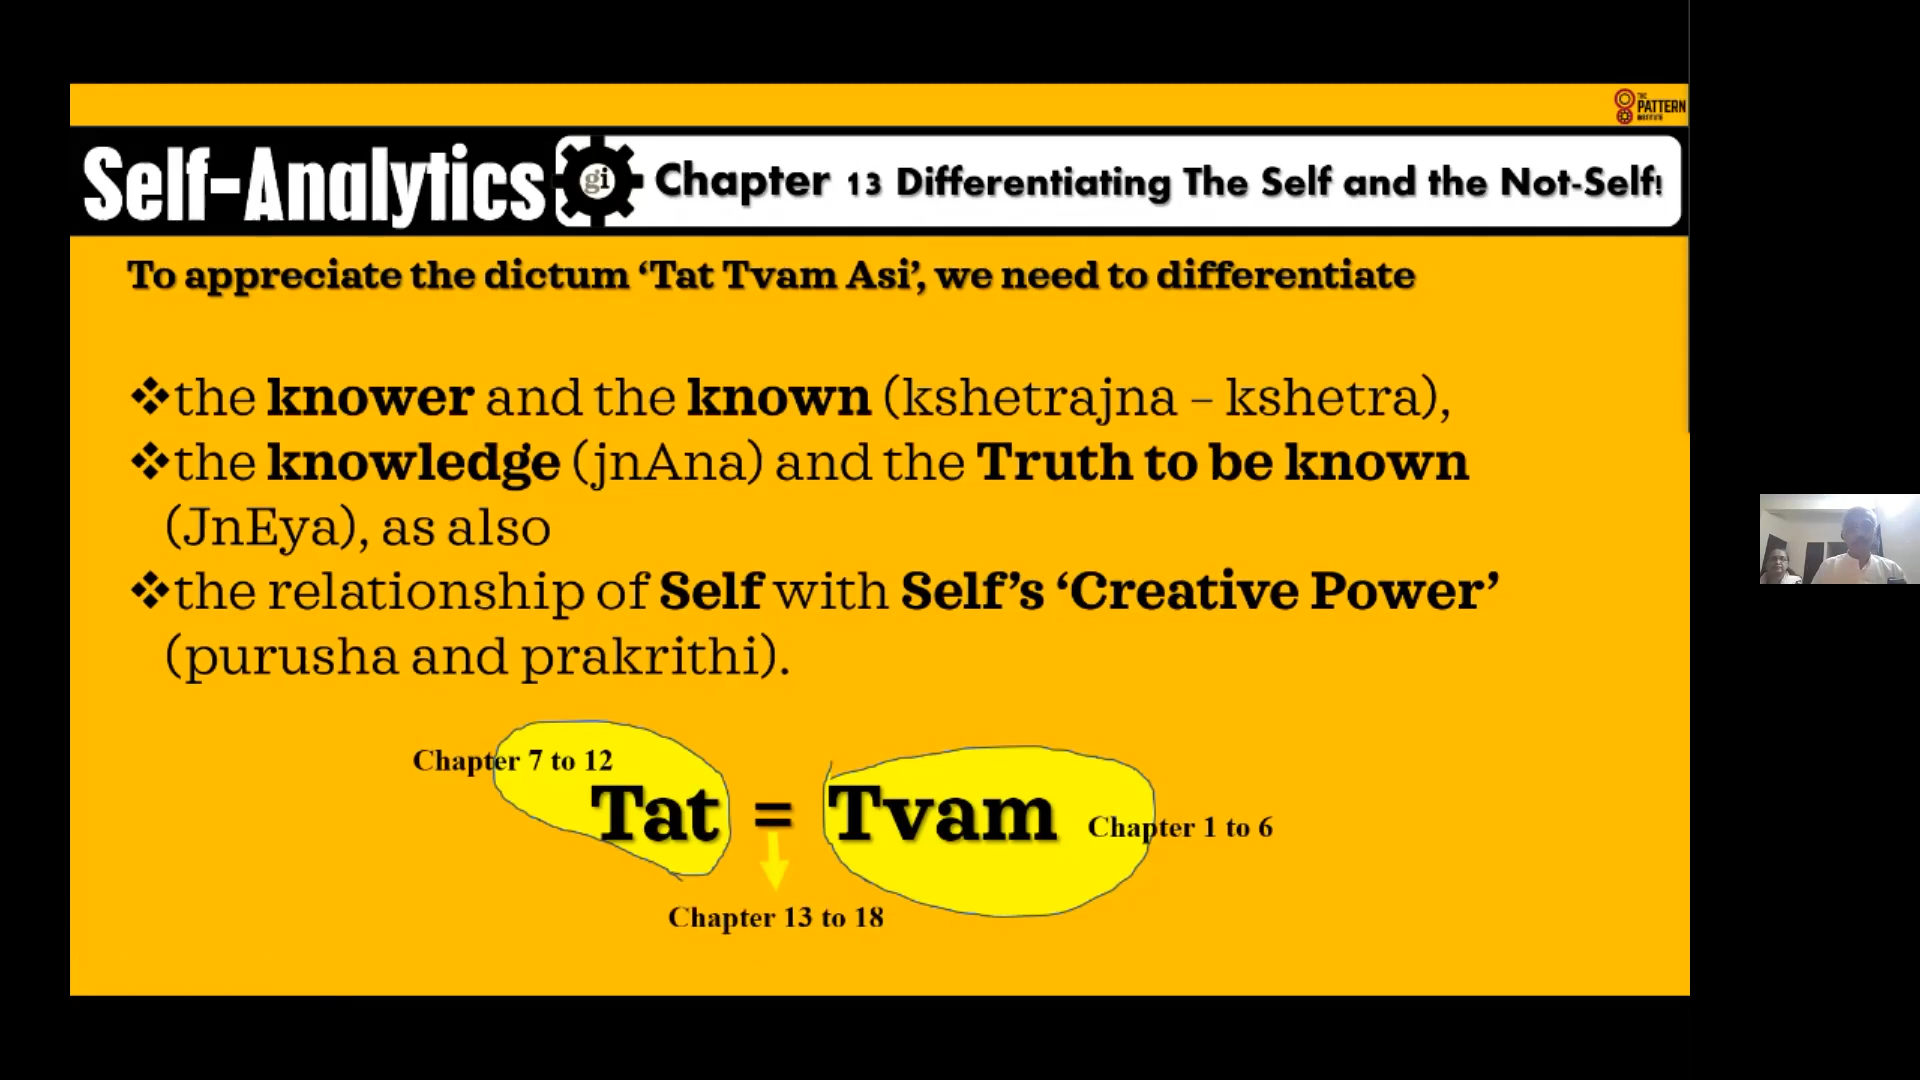 THE
PATTERN
INSTITUTE
Self-Analytics
gi
Chapter 13 Differentiating The Self and the Not-Self!
To appreciate the dictum ‘Tat Tvam Asi’, we need to differentiate
❖the knower and the known (kshetrajna – kshetra),
❖the knowledge (jnAna) and the Truth to be known
(JnEya), as also
❖the relationship of Self with Self’s ‘Creative Power’
(purusha and prakrithi).
Chapter 7 to 12
Tat = Tvam
Chapter 1 to 6
Chapter 13 to 18